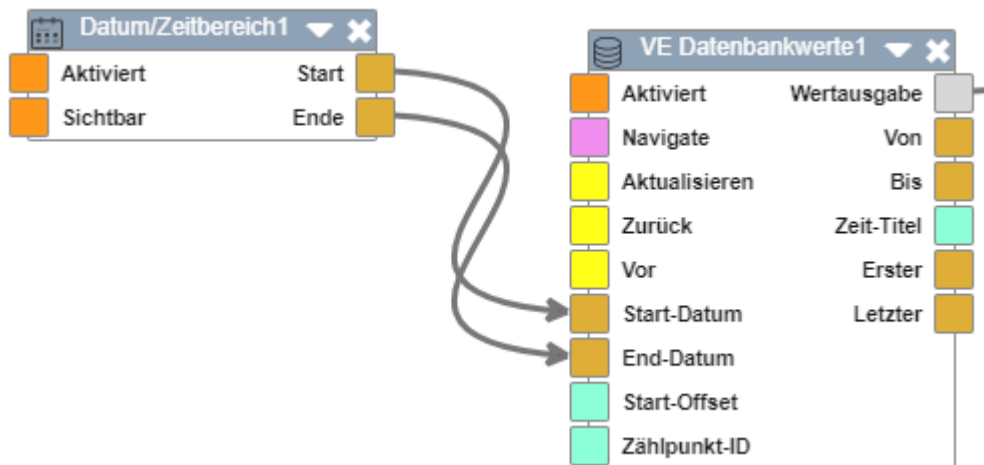 Datum/Zeitbereich1
Aktiviert Start
Sichtbar Ende
VE Datenbankwerte1
Aktiviert Wertausgabe
Navigate Von
Aktualisieren Bis
Zurück Zeit-Titel
Vor Erster
Start-Datum Letzter
End-Datum
Start-Offset
Zählpunkt-ID